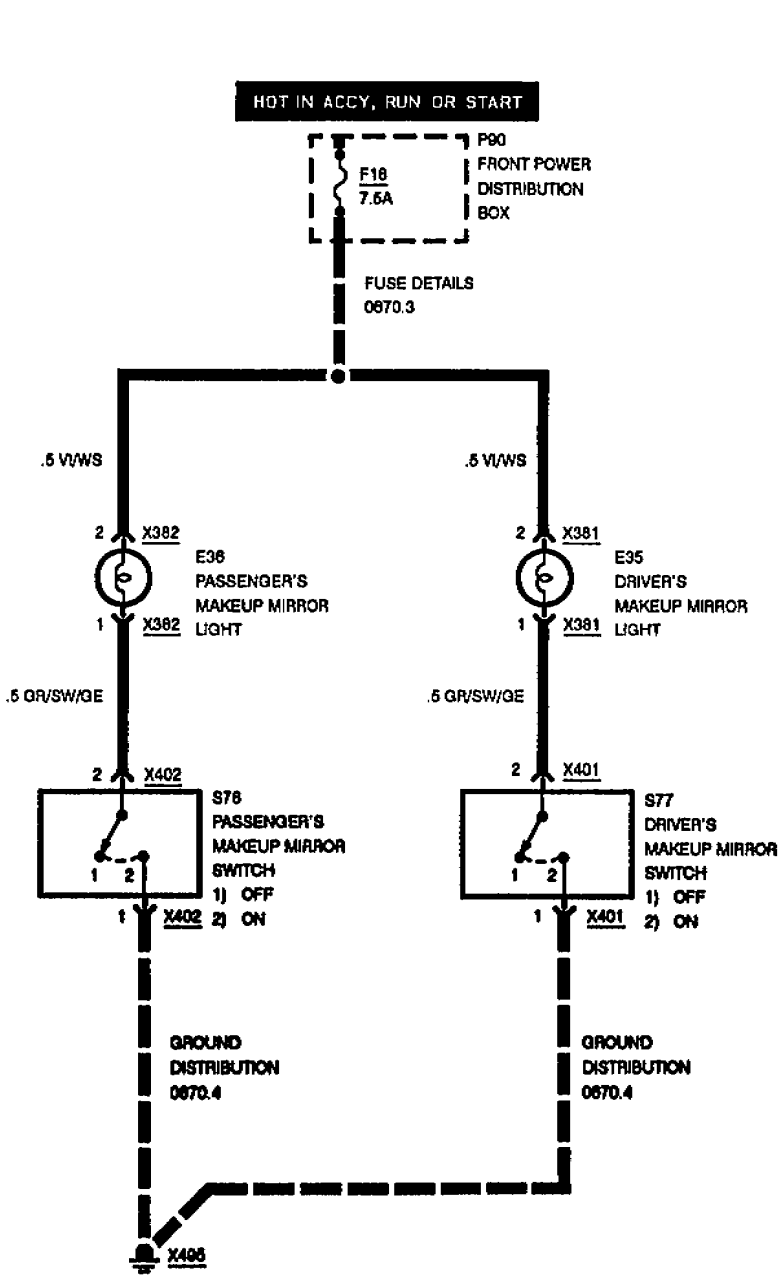 HOT IN ACCY, RUN OR START
P90
FRONT POWER
DISTRIBUTION
BOX
F18
7.5A
FUSE DETAILS
0670.3
.5 VI/WS
.5 VI/WS
2 X382
2 X381
E36
PASSENGER'S
MAKEUP MIRROR
LIGHT
E35
DRIVER'S
MAKEUP MIRROR
LIGHT
1 X382
1 X381
.5 GR/SW/GE
.5 GR/SW/GE
2 X402
2 X401
S76
PASSENGER'S
MAKEUP MIRROR
SWITCH
1) OFF
2) ON
S77
DRIVER'S
MAKEUP MIRROR
SWITCH
1) OFF
2) ON
1 2
1 2
1 X402
1 X401
GROUND
DISTRIBUTION
0670.4
GROUND
DISTRIBUTION
0670.4
X495